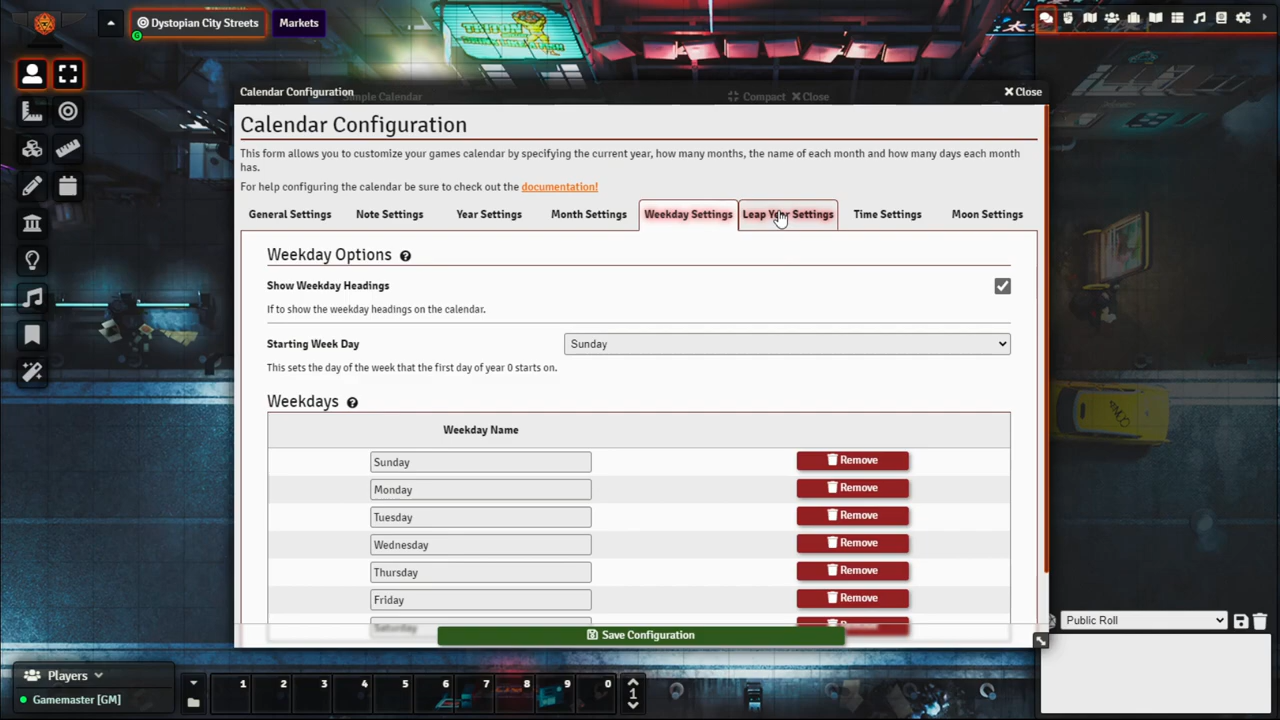 Dystopian City Streets
Markets
G
Calendar Configuration
Simple Calendar
Compact
Close
Close
Calendar Configuration
This form allows you to customize your games calendar by specifying the current year, how many months, the name of each month and how many days each month
has.
For help configuring the calendar be sure to check out the documentation!
General Settings
Note Settings
Year Settings
Month Settings
Weekday Settings
Leap Year Settings
Time Settings
Moon Settings
Weekday Options
Show Weekday Headings
If to show the weekday headings on the calendar.
Starting Week Day
Sunday
This sets the day of the week that the first day of year 0 starts on.
Weekdays
Weekday Name
Sunday
Remove
Monday
Remove
Tuesday
Remove
Wednesday
Remove
Thursday
Remove
Friday
Remove
Saturday
Save Configuration
Public Roll
Players
Gamemaster [GM]
1 2 3 4 5 6 7 8 9 0
1